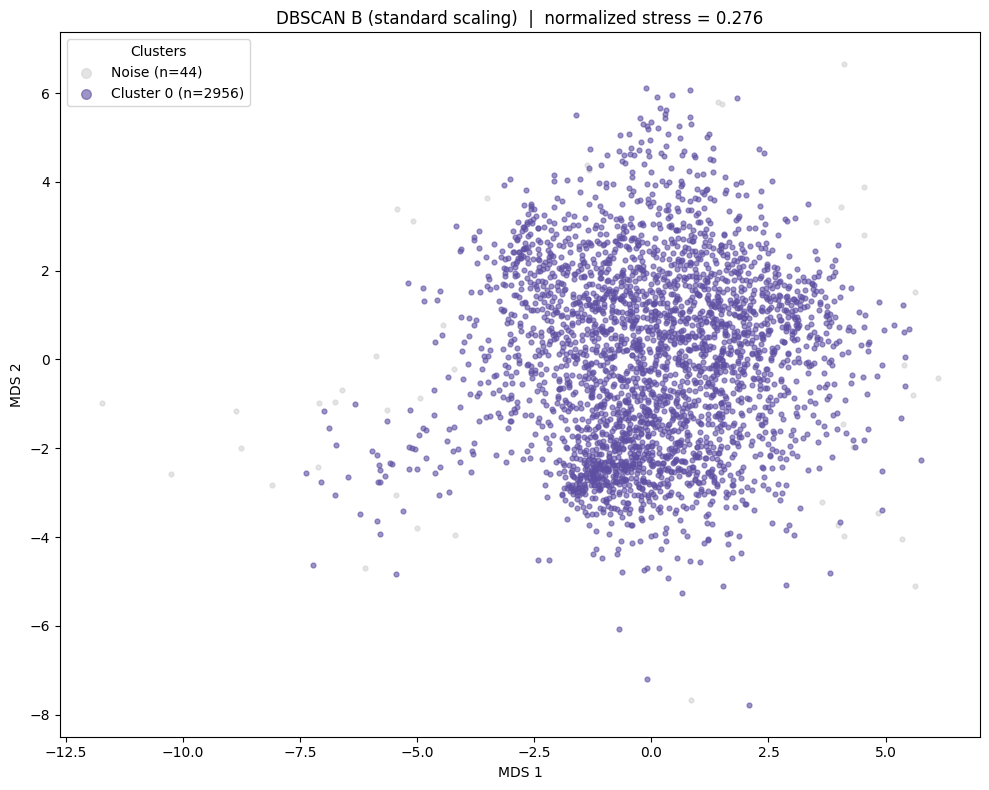 DBSCAN B (standard scaling)  |  normalized stress = 0.276
Clusters
Noise (n=44)
Cluster 0 (n=2956)
MDS 2
6
4
2
0
−2
−4
−6
−8
−12.5 −10.0 −7.5 −5.0 −2.5 0.0 2.5 5.0
MDS 1